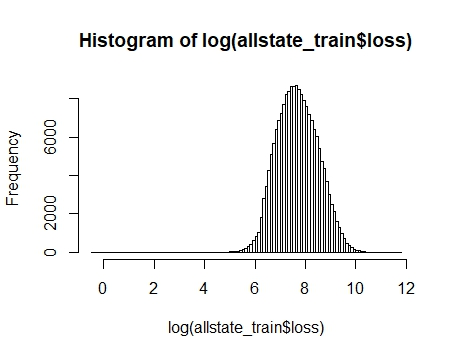 Histogram of log(allstate_train$loss)
Frequency
6000
2000
0
0 2 4 6 8 10 12
log(allstate_train$loss)